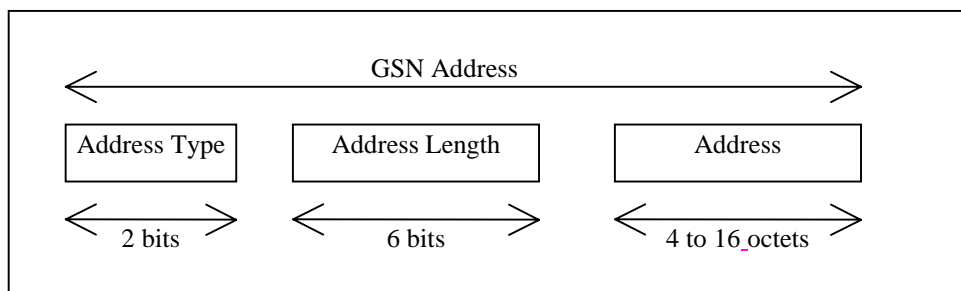 GSN Address
Address Type
Address Length
Address
2 bits
6 bits
4 to 16 octets